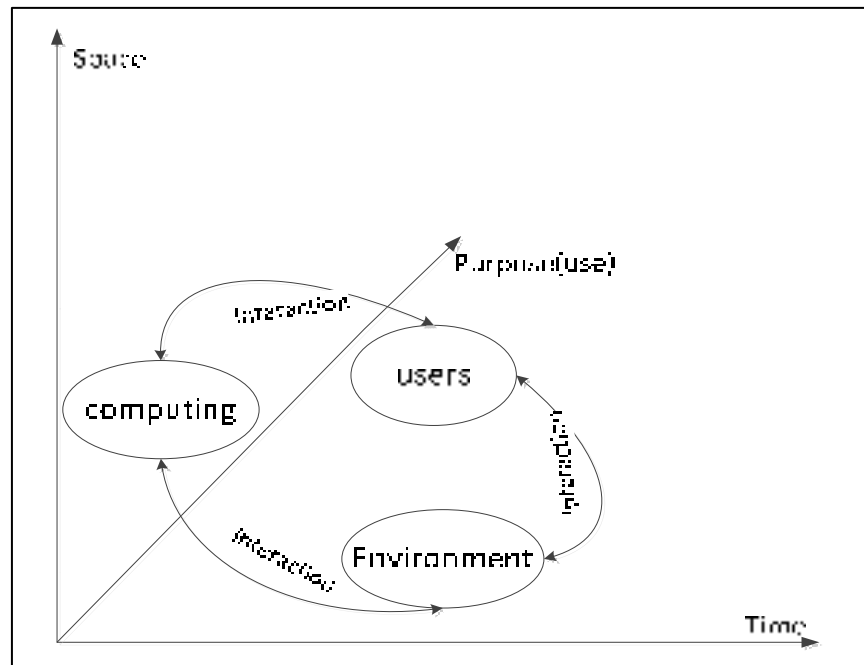 Space
Purpose(use)
Interaction
users
computing
Interaction
Interaction
Environment
Time